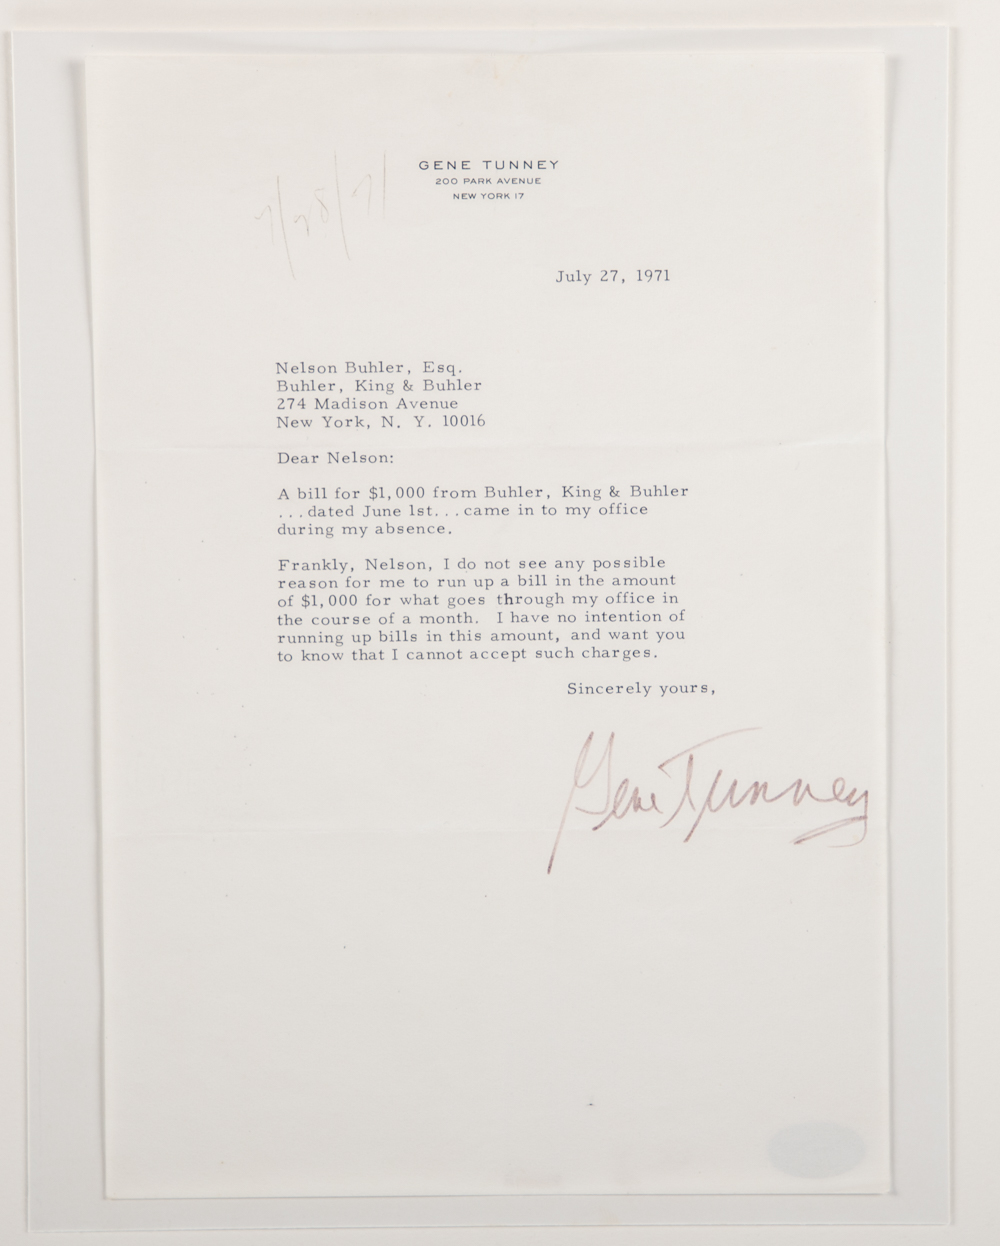 GENE TUNNEY
200 PARK AVENUE
NEW YORK 17
7/28/71
July 27, 1971
Nelson Buhler, Esq.
Buhler, King & Buhler
274 Madison Avenue
New York, N. Y. 10016
Dear Nelson:
A bill for $1,000 from Buhler, King & Buhler
. . . dated June 1st. . . came in to my office
during my absence.
Frankly, Nelson, I do not see any possible
reason for me to run up a bill in the amount
of $1,000 for what goes through my office in
the course of a month. I have no intention of
running up bills in this amount, and want you
to know that I cannot accept such charges.
Sincerely yours,
Gene Tunney